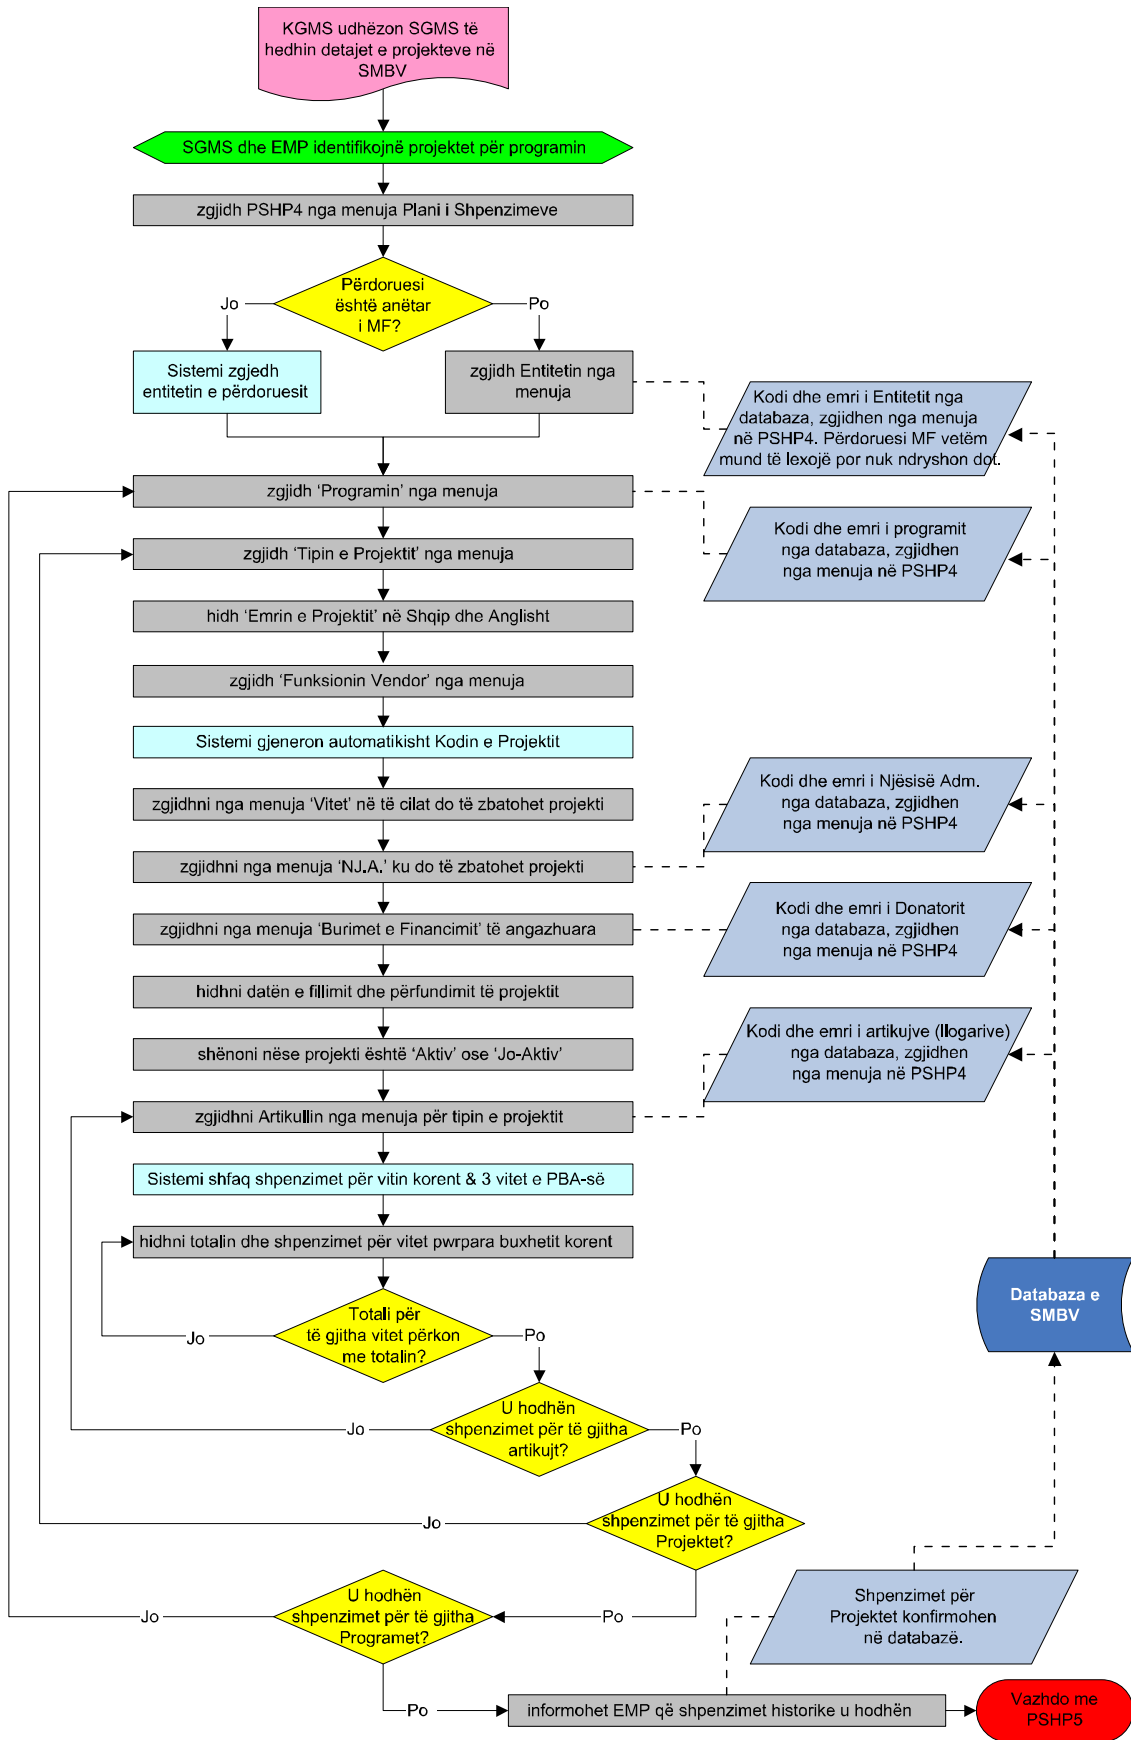 KGMS udhëzon SGMS të
hedhin detajet e projekteve në
SMBV
SGMS dhe EMP identifikojnë projektet për programin
zgjidh PSHP4 nga menuja Plani i Shpenzimeve
Përdoruesi
është anëtar
i MF?
Jo
Po
Sistemi zgjedh
entitetin e përdoruesit
zgjidh Entitetin nga
menuja
Kodi dhe emri i Entitetit nga
databaza, zgjidhen nga menuja
në PSHP4. Përdoruesi MF vetëm
mund të lexojë por nuk ndryshon dot.
zgjidh ‘Programin’ nga menuja
Kodi dhe emri i programit
nga databaza, zgjidhen
nga menuja në PSHP4
zgjidh ‘Tipin e Projektit’ nga menuja
hidh ‘Emrin e Projektit’ në Shqip dhe Anglisht
zgjidh ‘Funksionin Vendor’ nga menuja
Sistemi gjeneron automatikisht Kodin e Projektit
zgjidhni nga menuja ‘Vitet’ në të cilat do të zbatohet projekti
Kodi dhe emri i Njësisë Adm.
nga databaza, zgjidhen
nga menuja në PSHP4
zgjidhni nga menuja ‘NJ.A.’ ku do të zbatohet projekti
zgjidhni nga menuja ‘Burimet e Financimit’ të angazhuara
Kodi dhe emri i Donatorit
nga databaza, zgjidhen
nga menuja në PSHP4
hidhni datën e fillimit dhe përfundimit të projektit
shënoni nëse projekti është ‘Aktiv’ ose ‘Jo-Aktiv’
Kodi dhe emri i artikujve (llogarive)
nga databaza, zgjidhen
nga menuja në PSHP4
zgjidhni Artikullin nga menuja për tipin e projektit
Sistemi shfaq shpenzimet për vitin korent & 3 vitet e PBA-së
hidhni totalin dhe shpenzimet për vitet pwrpara buxhetit korent
Totali për
të gjitha vitet përkon
me totalin?
Jo
Po
Databaza e
SMBV
U hodhën
shpenzimet për të gjitha
artikujt?
Jo
Po
U hodhën
shpenzimet për të gjitha
Projektet?
Jo
Po
U hodhën
shpenzimet për të gjitha
Programet?
Jo
Po
Shpenzimet për
Projektet konfirmohen
në databazë.
informohet EMP që shpenzimet historike u hodhën
Vazhdo me
PSHP5